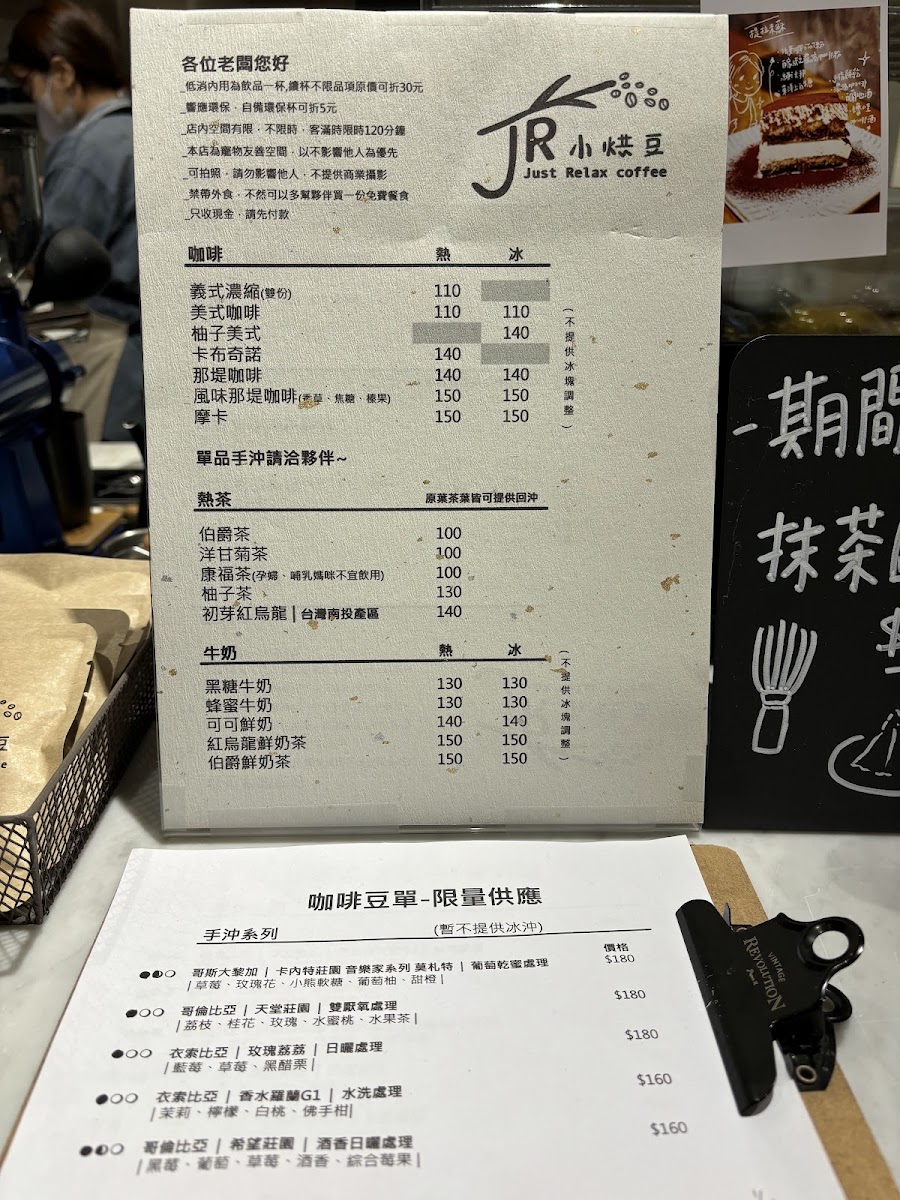 各位老闆您好
_低消內用為飲品一杯,續杯不限品項原價可折30元
_響應環保，自備環保杯可折5元
_店內空間有限，不限時，客滿時限時120分鐘
_本店為寵物友善空間，以不影響他人為優先
_可拍照，請勿影響他人，不提供商業攝影
_禁帶外食，不然可以多幫夥伴買一份免費餐食
_只收現金，請先付款
JR 小烘豆
Just Relax coffee
咖啡 熱 冰
義式濃縮(雙份) 110
美式咖啡 110 110
柚子美式 140
卡布奇諾 140
那堤咖啡 140 140
風味那堤咖啡(香草、焦糖、榛果) 150 150
摩卡 150 150
(不提供冰塊調整)
單品手沖請洽夥伴~
熱茶 原葉茶葉皆可提供回沖
伯爵茶 100
洋甘菊茶 100
康福茶(孕婦、哺乳媽咪不宜飲用) 100
柚子茶 130
初芽紅烏龍 | 台灣南投產區 140
牛奶 熱 冰
黑糖牛奶 130 130
蜂蜜牛奶 130 130
可可鮮奶 140 140
紅烏龍鮮奶茶 150 150
伯爵鮮奶茶 150 150
(不提供冰塊調整)
-期間
抹茶
咖啡豆單-限量供應
手沖系列 (暫不提供冰沖)
價格
哥斯大黎加 | 卡內特莊園 音樂家系列 莫札特 | 葡萄乾蜜處理 $180
| 草莓、玫瑰花、小熊軟糖、葡萄柚、甜橙 |
哥倫比亞 | 天堂莊園 | 雙厭氧處理 $180
| 荔枝、桂花、玫瑰、水蜜桃、水果茶 |
衣索比亞 | 玫瑰荔荔 | 日曬處理 $180
| 藍莓、草莓、黑醋栗 |
衣索比亞 | 香水羅蘭G1 | 水洗處理 $160
| 茉莉、檸檬、白桃、佛手柑|
哥倫比亞 | 希望莊園 | 酒香日曬處理 $160
| 黑莓、葡萄、草莓、酒香、綜合莓果 |
VINTAGE
REVOLUTION